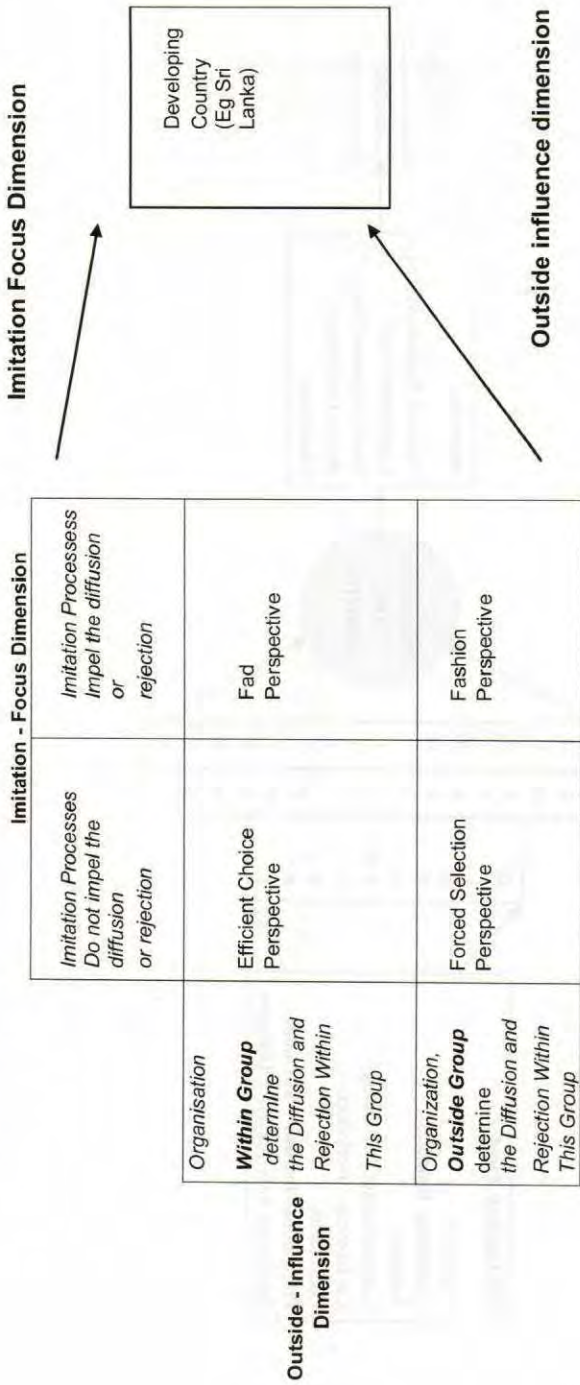 Imitation - Focus Dimension
Imitation Focus Dimension
Imitation Processes
Do not impel the
diffusion
or rejection
Imitation Processess
Impel the diffusion
or
rejection
Outside - Influence
Dimension
Organisation
Within Group
determine
the Diffusion and
Rejection Within
This Group
Efficient Choice
Perspective
Fad
Perspective
Organization,
Outside Group
deternine
the Diffusion and
Rejection Within
This Group
Forced Selection
Perspective
Fashion
Perspective
Developing
Country
(Eg Sri
Lanka)
Outside influence dimension